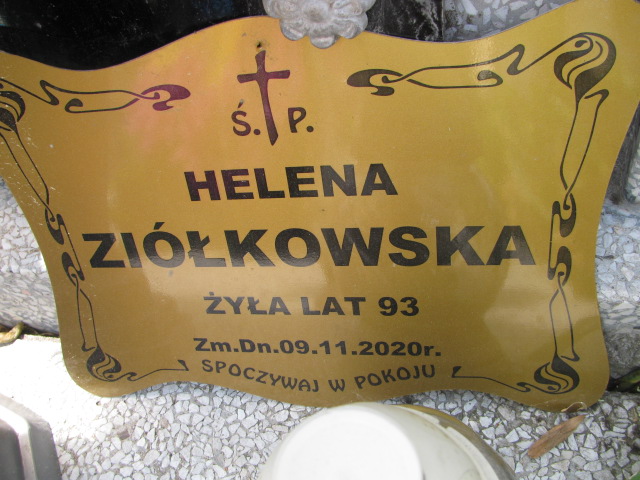 Ś. P.
HELENA
ZIÓŁKOWSKA
ŻYŁA LAT 93
Zm.Dn.09.11.2020r.
SPOCZYWAJ W POKOJU